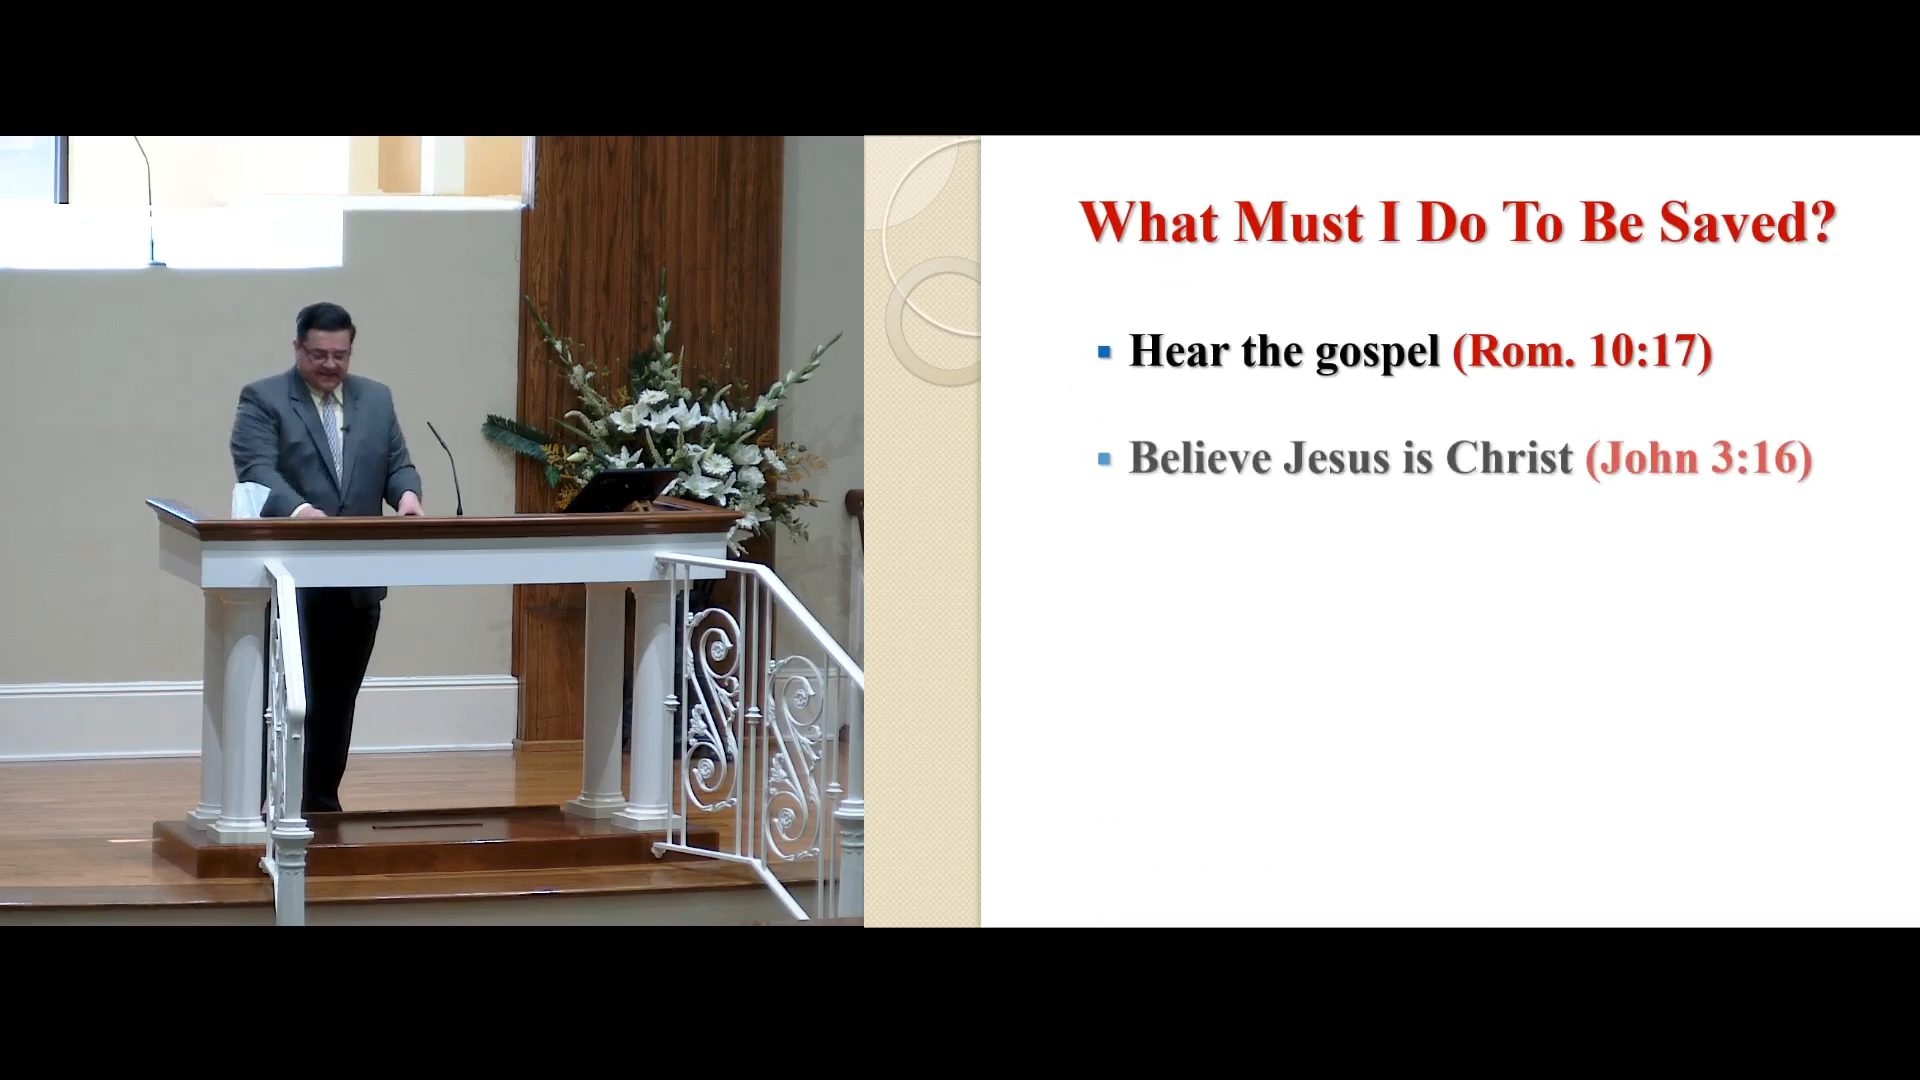 What Must I Do To Be Saved?
▪ Hear the gospel (Rom. 10:17)
▪ Believe Jesus is Christ (John 3:16)